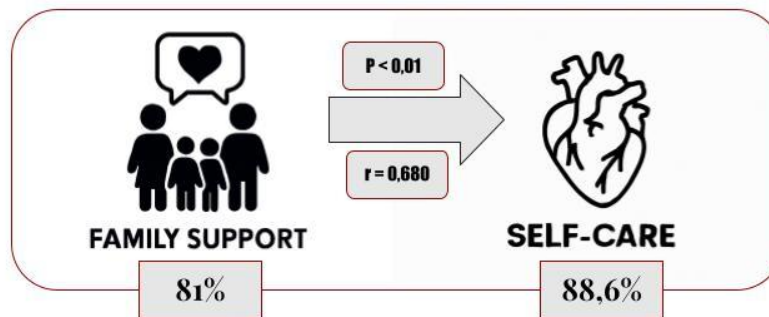 P < 0,01
r = 0,680
FAMILY SUPPORT
SELF-CARE
81%
88,6%